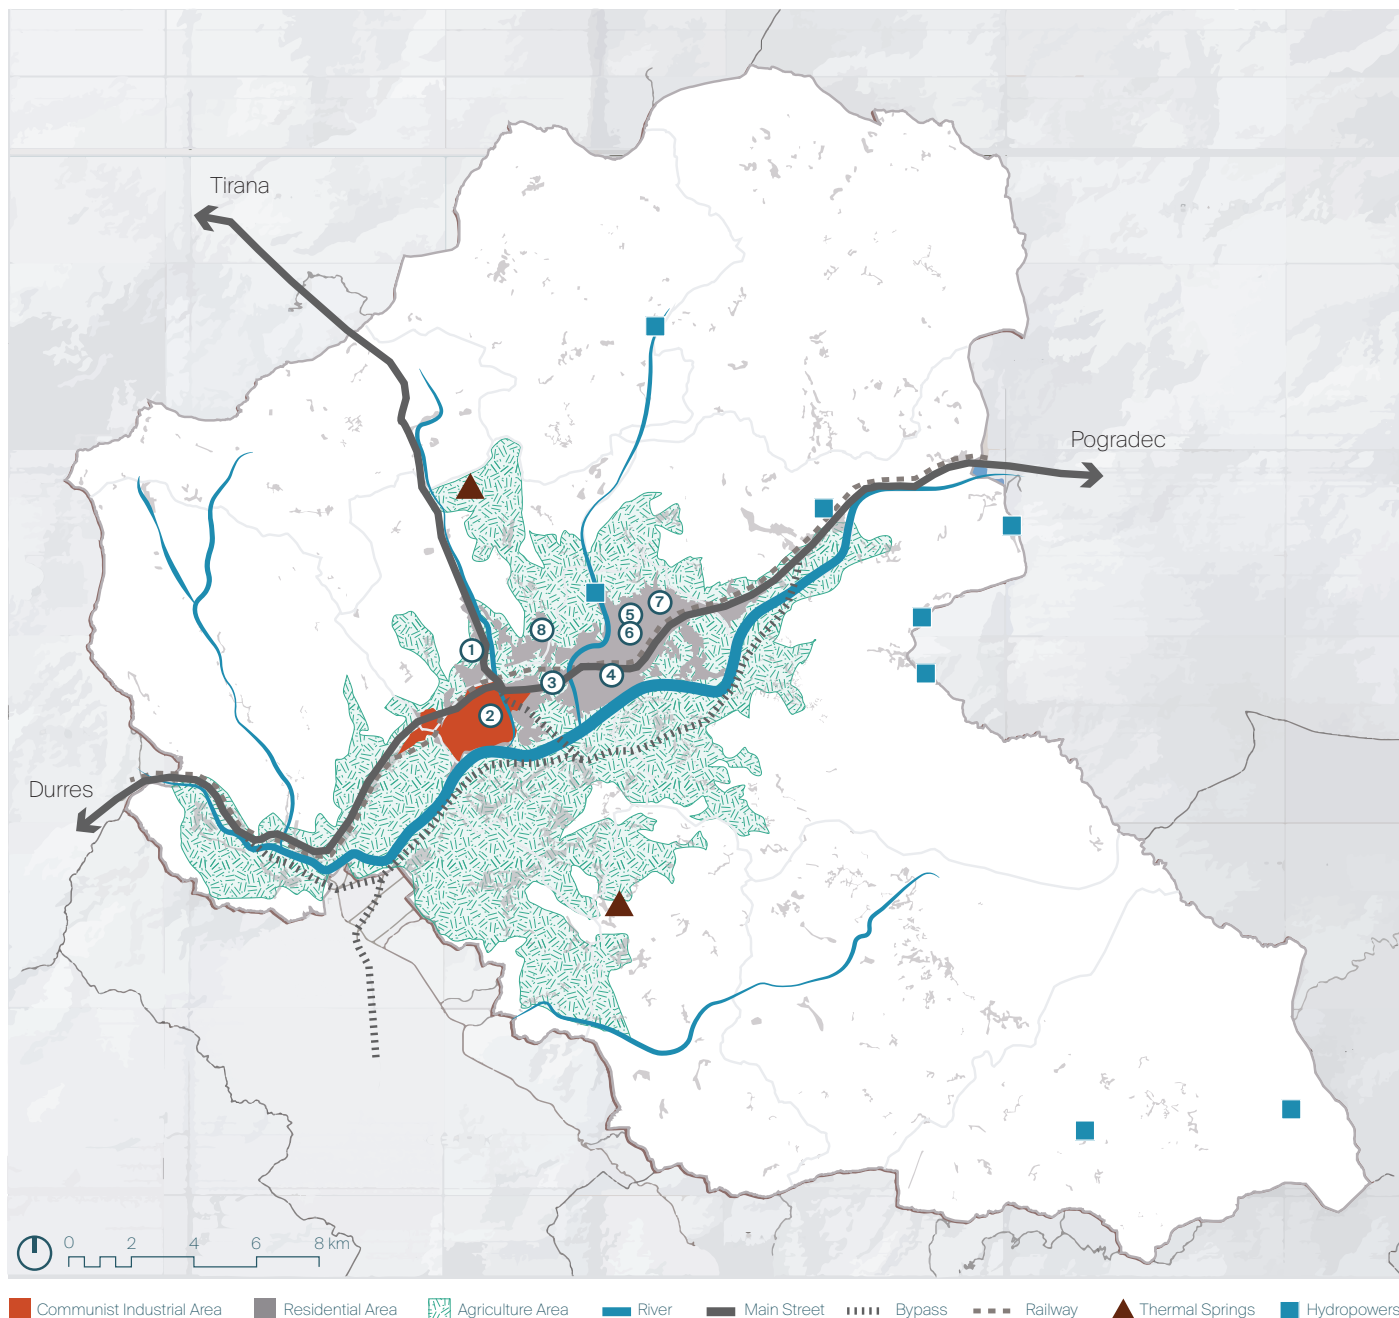 Tirana
Pogradec
7
5
6
8
1
4
3
2
Durres
0 2 4 6 8 km
Communist Industrial Area Residential Area Agriculture Area River Main Street Bypass Railway Thermal Springs Hydropowers